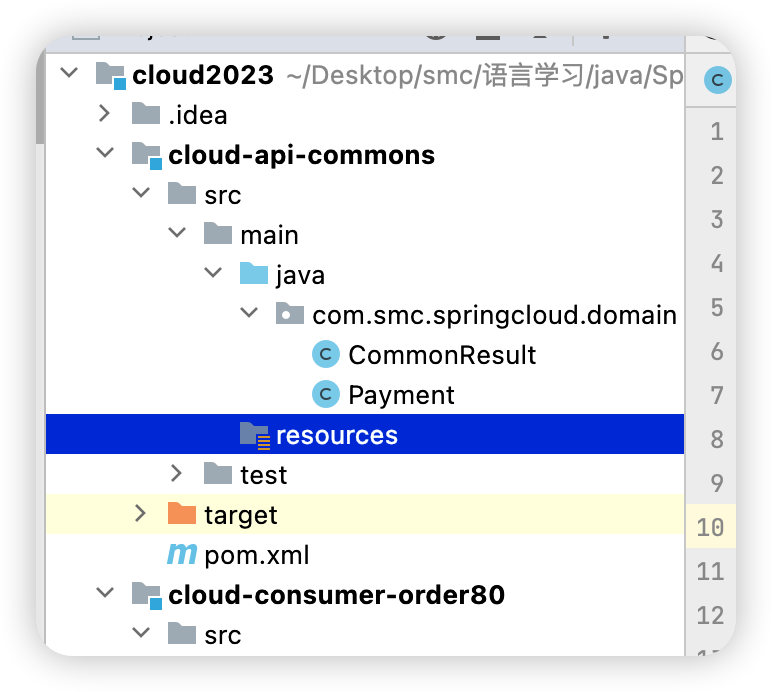 cloud2023 ~/Desktop/smc/语言学习/java/Sp
.idea
cloud-api-commons
src
main
java
com.smc.springcloud.domain
C CommonResult
C Payment
resources
test
target
m pom.xml
cloud-consumer-order80
src
C
1
2
3
4
5
6
7
8
9
10
11
12